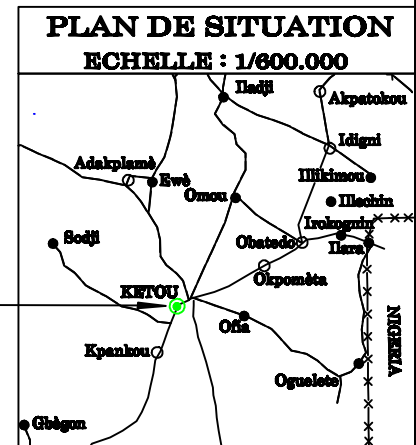 PLAN DE SITUATION
ECHELLE : 1/600.000
Iladji
Akpatokou
Idigni
Adakplamè
Ewè
Illikimou
Omou
Illechin
Irokognin
Sodji
Obatedo
Ilara
Okpomèta
KETOU
Ofia
NIGERIA
Kpankou
Oguelete
Gbègon